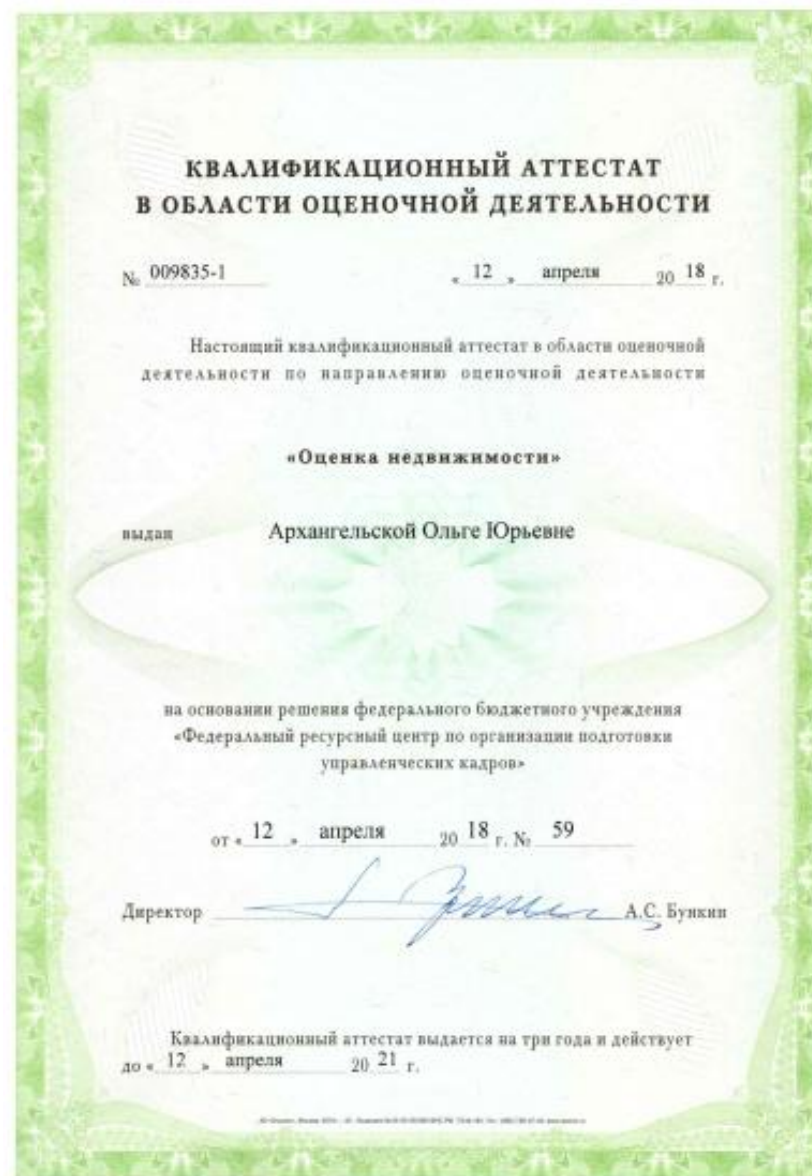 КВАЛИФИКАЦИОННЫЙ АТТЕСТАТ
В ОБЛАСТИ ОЦЕНОЧНОЙ ДЕЯТЕЛЬНОСТИ
№ 009835-1 « 12 » апреля 20 18 г.
Настоящий квалификационный аттестат в области оценочной
деятельности по направлению оценочной деятельности
«Оценка недвижимости»
выдан Архангельской Ольге Юрьевне
на основании решения федерального бюджетного учреждения
«Федеральный ресурсный центр по организации подготовки
управленческих кадров»
от « 12 » апреля 20 18 г. № 59
Директор А.С. Бункин
Квалификационный аттестат выдается на три года и действует
до « 12 » апреля 20 21 г.